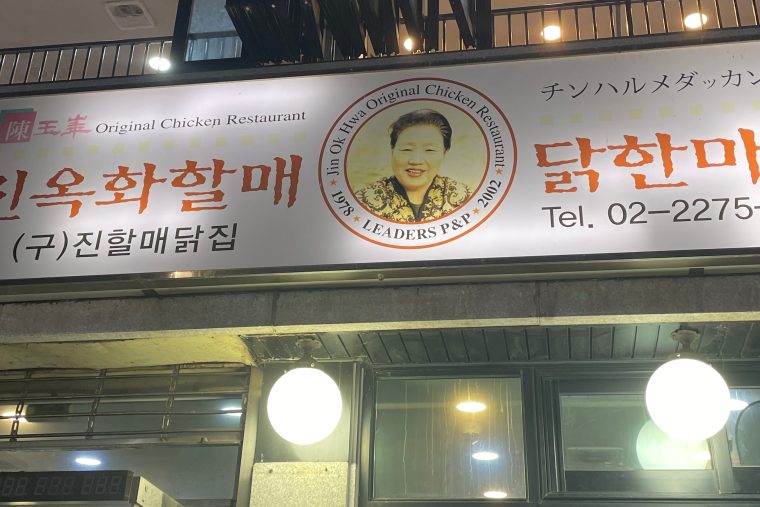 陳玉華 Original Chicken Restaurant
진옥화할매
(구)진할매닭집
Jin Ok Hwa Original Chicken Restaurant
1978 LEADERS P&P 2002
チンハルメダッカン
닭한마
Tel. 02-2275-